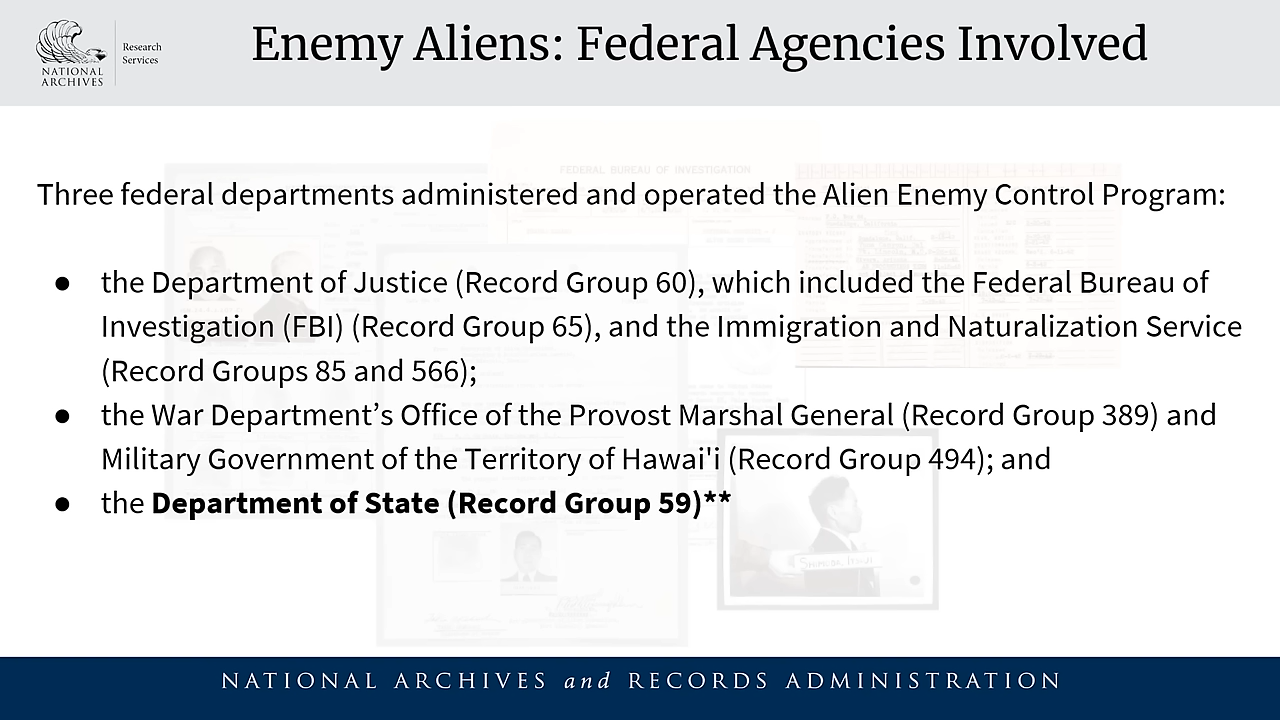 NATIONAL
ARCHIVES
Research
Services
Enemy Aliens: Federal Agencies Involved
FEDERAL BUREAU OF INVESTIGATION
Three federal departments administered and operated the Alien Enemy Control Program:
● the Department of Justice (Record Group 60), which included the Federal Bureau of
Investigation (FBI) (Record Group 65), and the Immigration and Naturalization Service
(Record Groups 85 and 566);
● the War Department’s Office of the Provost Marshal General (Record Group 389) and
Military Government of the Territory of Hawai'i (Record Group 494); and
● the Department of State (Record Group 59)**
NATIONAL ARCHIVES and RECORDS ADMINISTRATION